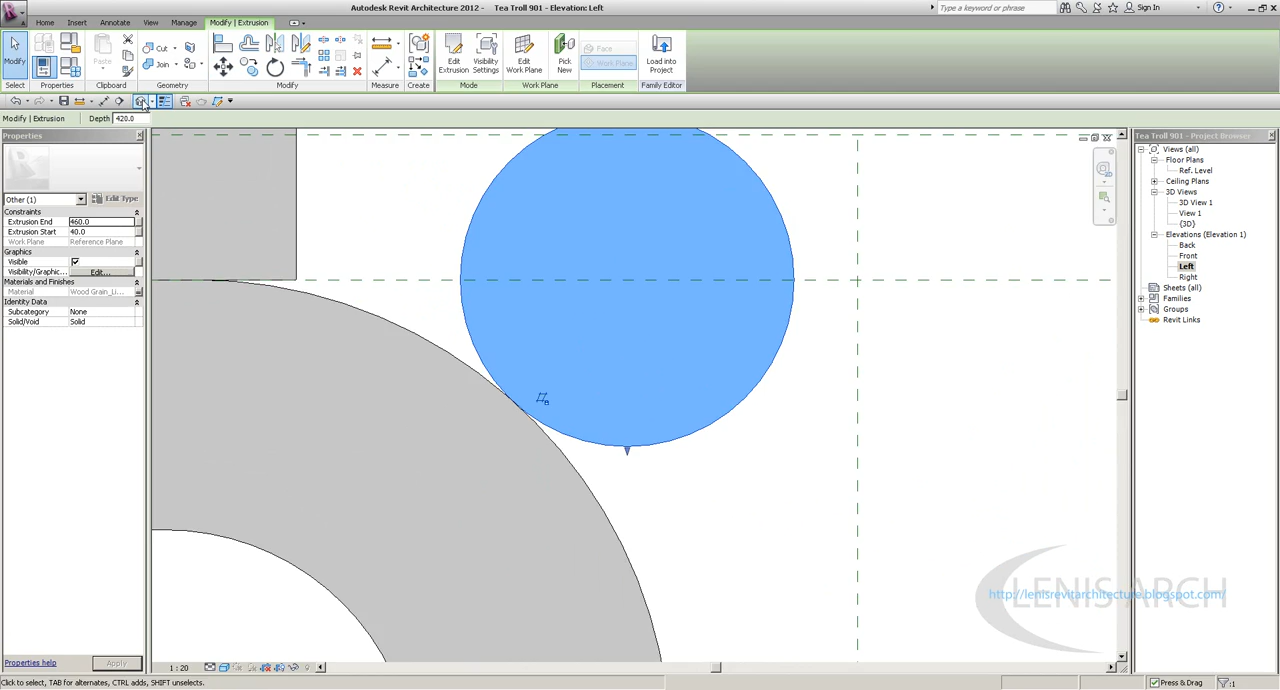 Autodesk Revit Architecture 2012 - Tea Troll 901 - Elevation: Left
Type a keyword or phrase
Sign In
Home Insert Annotate View Manage Modify | Extrusion
Modify
Paste
Cut
Join
Edit Extrusion
Visibility Settings
Edit Work Plane
Pick New
Face
Work Plane
Load into Project
Select Properties Clipboard Geometry Modify Measure Create Mode Work Plane Placement Family Editor
Modify | Extrusion Depth 420.0
Properties
Other (1) Edit Type
Constraints
Extrusion End 460.0
Extrusion Start 40.0
Work Plane Reference Plane
Graphics
Visible
Visibility/Graphic... Edit...
Materials and Finishes
Material Wood Grain_Li...
Identity Data
Subcategory None
Solid/Void Solid
Properties help Apply
Tea Troll 901 - Project Browser
Views (all)
Floor Plans
Ref. Level
Ceiling Plans
3D Views
3D View 1
View 1
{3D}
Elevations (Elevation 1)
Back
Front
Left
Right
Sheets (all)
Families
Groups
Revit Links
LENIS ARCH
http://lenisrevitarchitecture.blogspot.com/
1 : 20
Click to select, TAB for alternates, CTRL adds, SHIFT unselects.
Press & Drag
:1